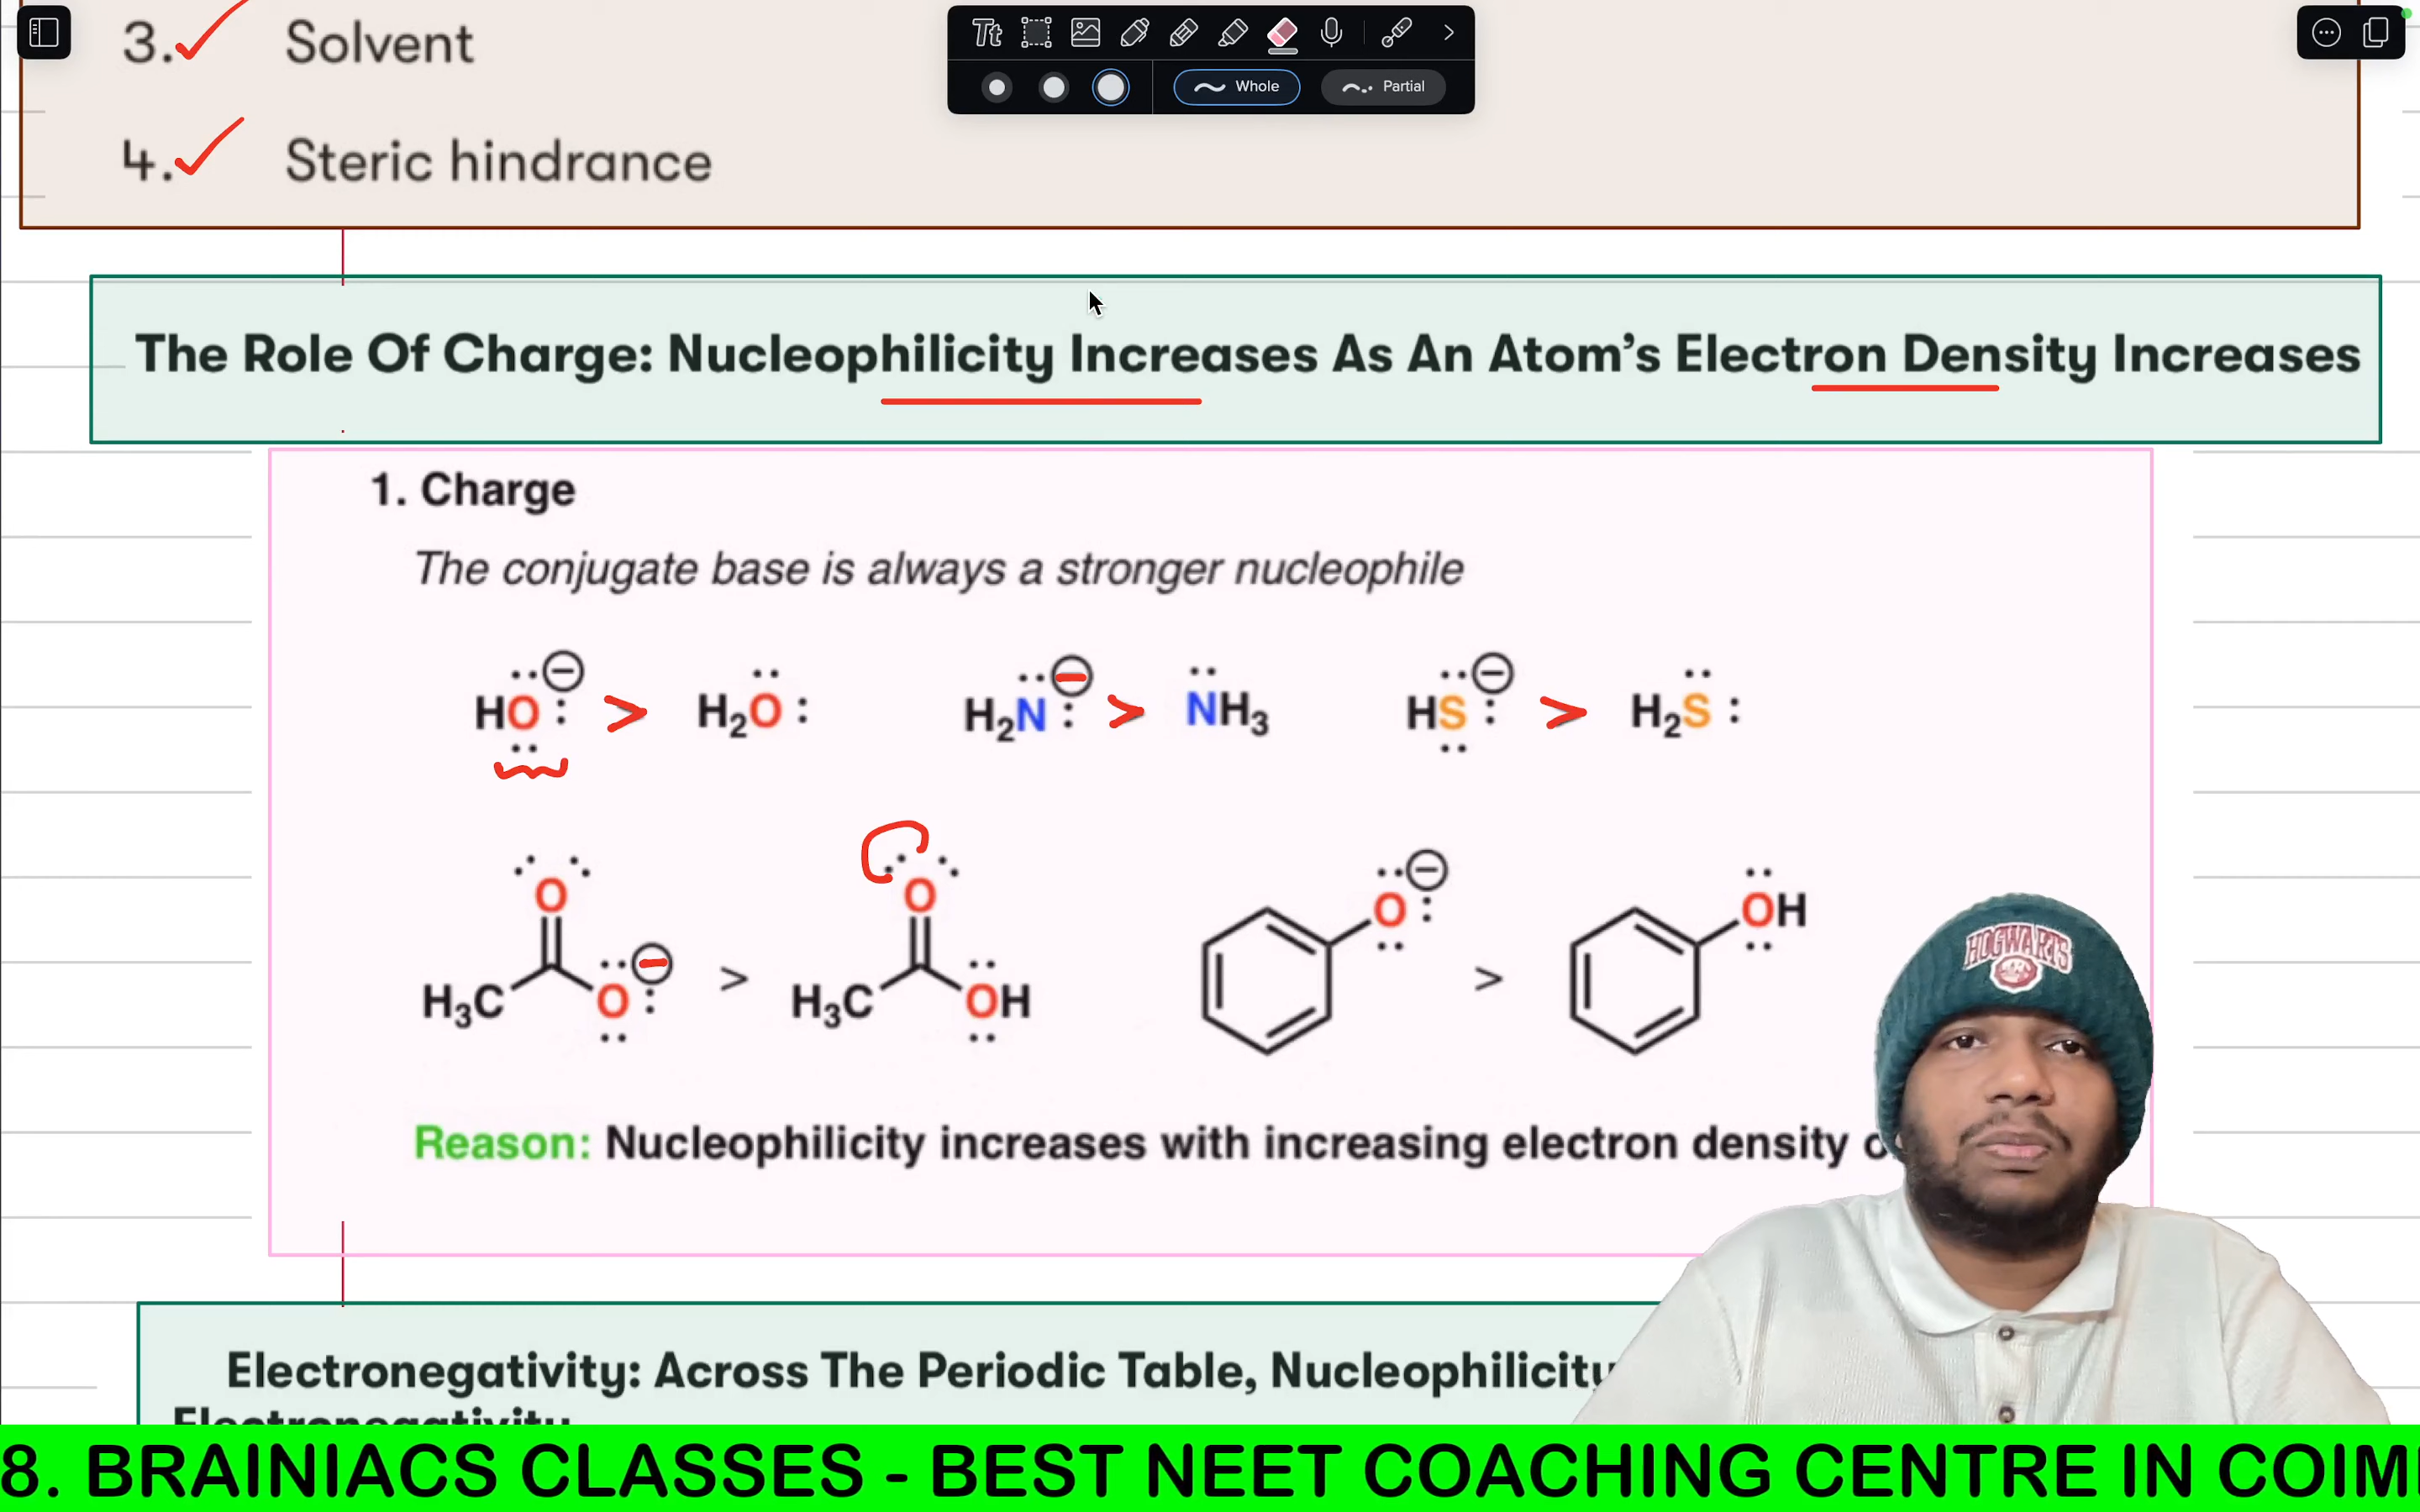 Tt
Whole
Partial
3. Solvent
4. Steric hindrance
The Role Of Charge: Nucleophilicity Increases As An Atom’s Electron Density Increases
1. Charge
The conjugate base is always a stronger nucleophile
HO:⊖ > H₂O: H₂N:⊖ > NH₃ HS:⊖ > H₂S:
O O O⊖ OH
H₃C O⊖ > H₃C OH >
Reason: Nucleophilicity increases with increasing electron density
HOGWARTS
Electronegativity: Across The Periodic Table, Nucleophilicity
Electronegativity
8. BRAINIACS CLASSES - BEST NEET COACHING CENTRE IN COIM